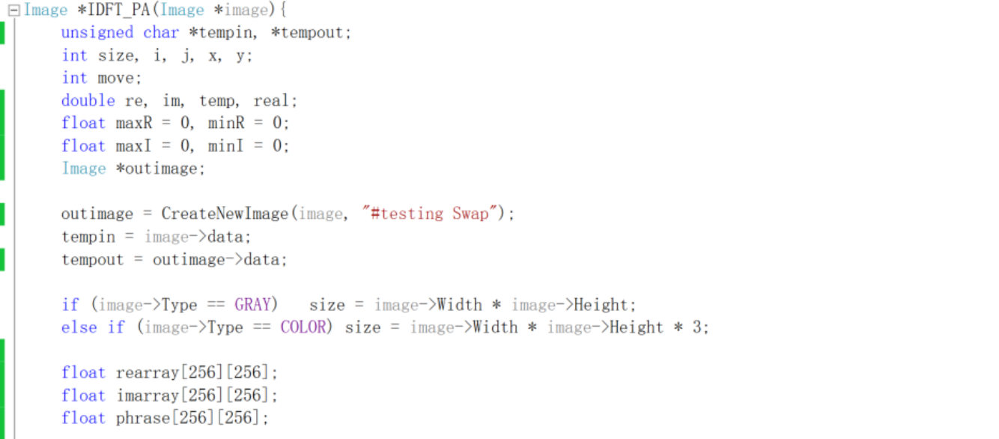 Image *IDFT_PA(Image *image){
unsigned char *tempin, *tempout;
int size, i, j, x, y;
int move;
double re, im, temp, real;
float maxR = 0, minR = 0;
float maxI = 0, minI = 0;
Image *outimage;
outimage = CreateNewImage(image, "#testing Swap");
tempin = image->data;
tempout = outimage->data;
if (image->Type == GRAY)   size = image->Width * image->Height;
else if (image->Type == COLOR) size = image->Width * image->Height * 3;
float rearray[256][256];
float imarray[256][256];
float phrase[256][256];